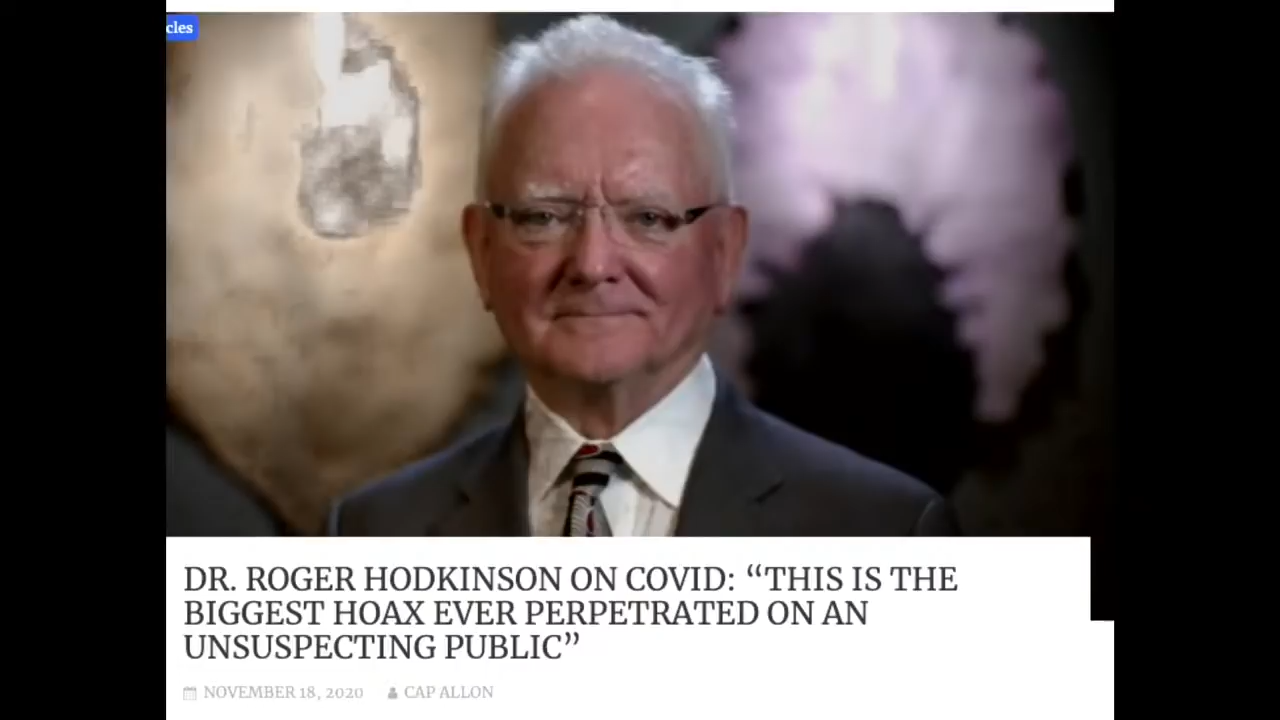 cles
DR. ROGER HODKINSON ON COVID: “THIS IS THE
BIGGEST HOAX EVER PERPETRATED ON AN
UNSUSPECTING PUBLIC”
NOVEMBER 18, 2020 CAP ALLON